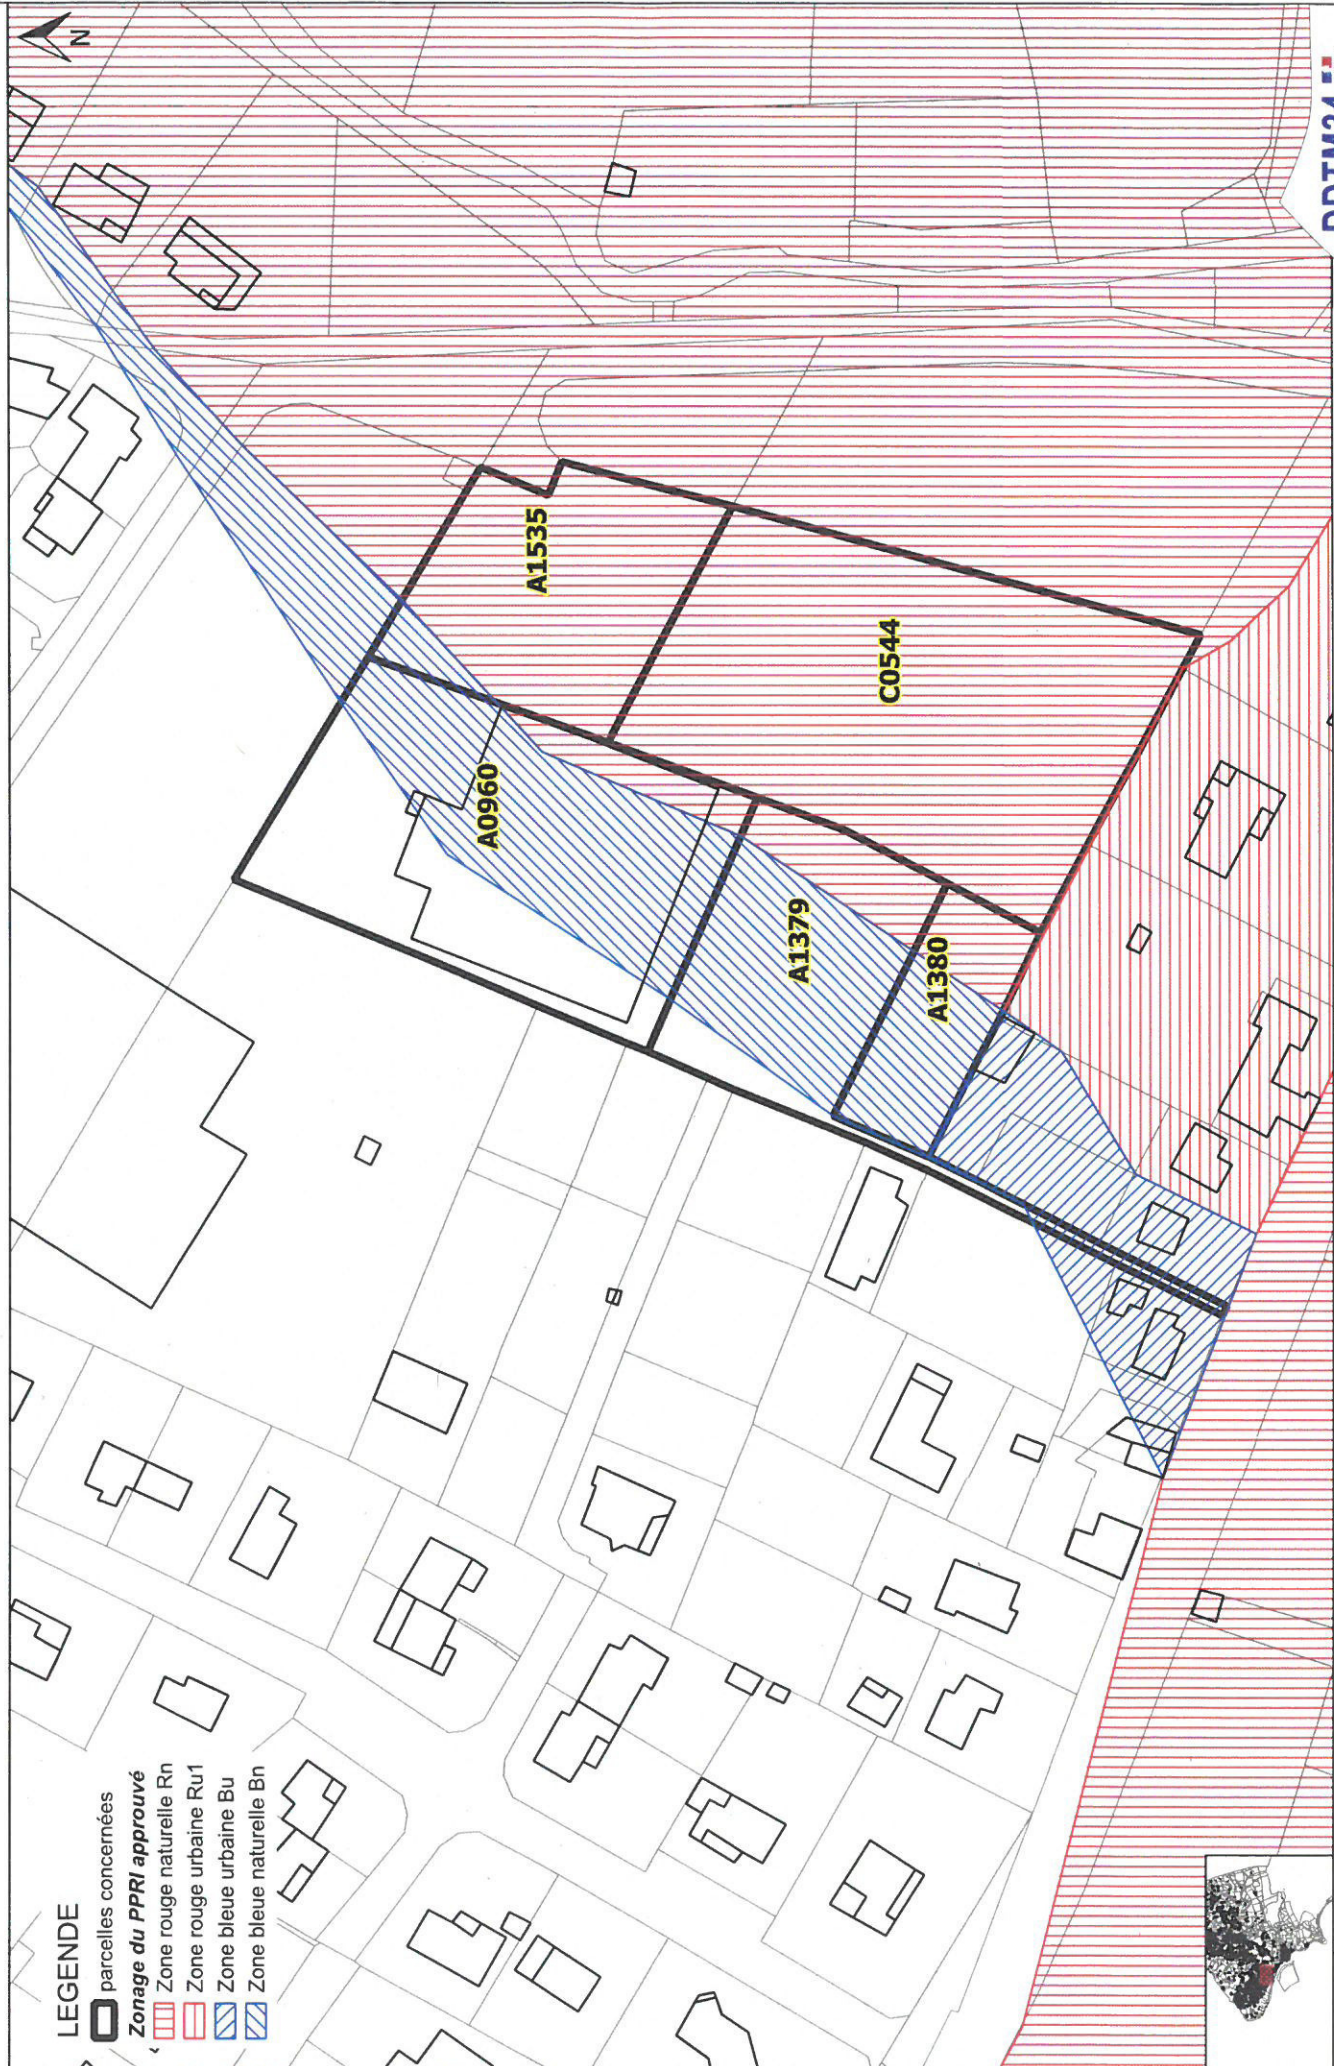 N
LEGENDE
parcelles concernées
Zonage du PPRI approuvé
Zone rouge naturelle Rn
Zone rouge urbaine Ru1
Zone bleue urbaine Bu
Zone bleue naturelle Bn
A1535
C0544
A0960
A1379
A1380